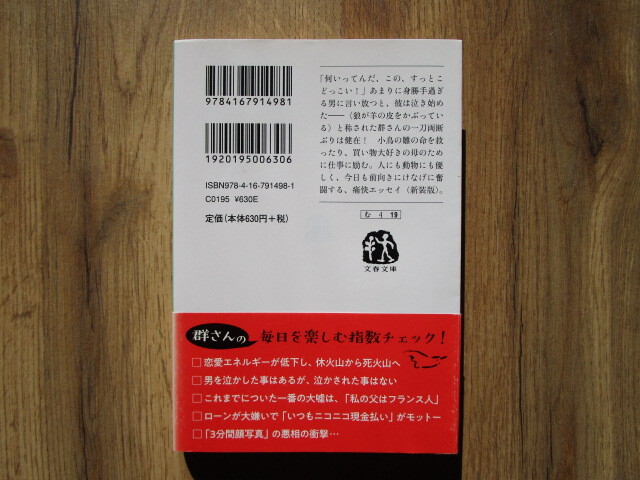 9784167914981
1920195006306
ISBN978-4-16-791498-1
C0195 ¥630E
定価(本体630円+税)
「何いってんだ、この、すっとこ
どっこい!」あまりに身勝手過ぎ
る男に言い放つと、彼は泣き始め
た――〈狼が羊の皮をかぶってい
る〉と称された群さんの一刀両断
ぶりは健在! 小鳥の雛の命を救
ったり、買い物大好きの母のため
に仕事に励む。人にも動物にも優
しく、今日も前向きにけなげに奮
闘する、痛快エッセイ〈新装版〉。
む 4 19
文春文庫
群さんの 毎日を楽しむ指数チェック!
□恋愛エネルギーが低下し、休火山から死火山へ
□男を泣かした事はあるが、泣かされた事はない
□これまでについた一番の大嘘は、「私の父はフランス人」
□ローンが大嫌いで「いつもニコニコ現金払い」がモットー
□「3分間顔写真」の悪相の衝撃…